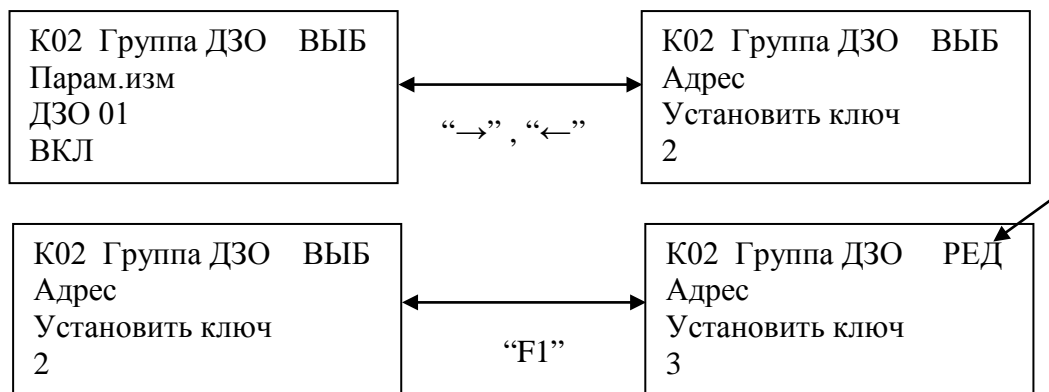 К02 Группа ДЗО ВЫБ
Парам.изм
ДЗО 01
ВКЛ
“→” , “←”
К02 Группа ДЗО ВЫБ
Адрес
Установить ключ
2
К02 Группа ДЗО ВЫБ
Адрес
Установить ключ
2
“F1”
К02 Группа ДЗО РЕД
Адрес
Установить ключ
3